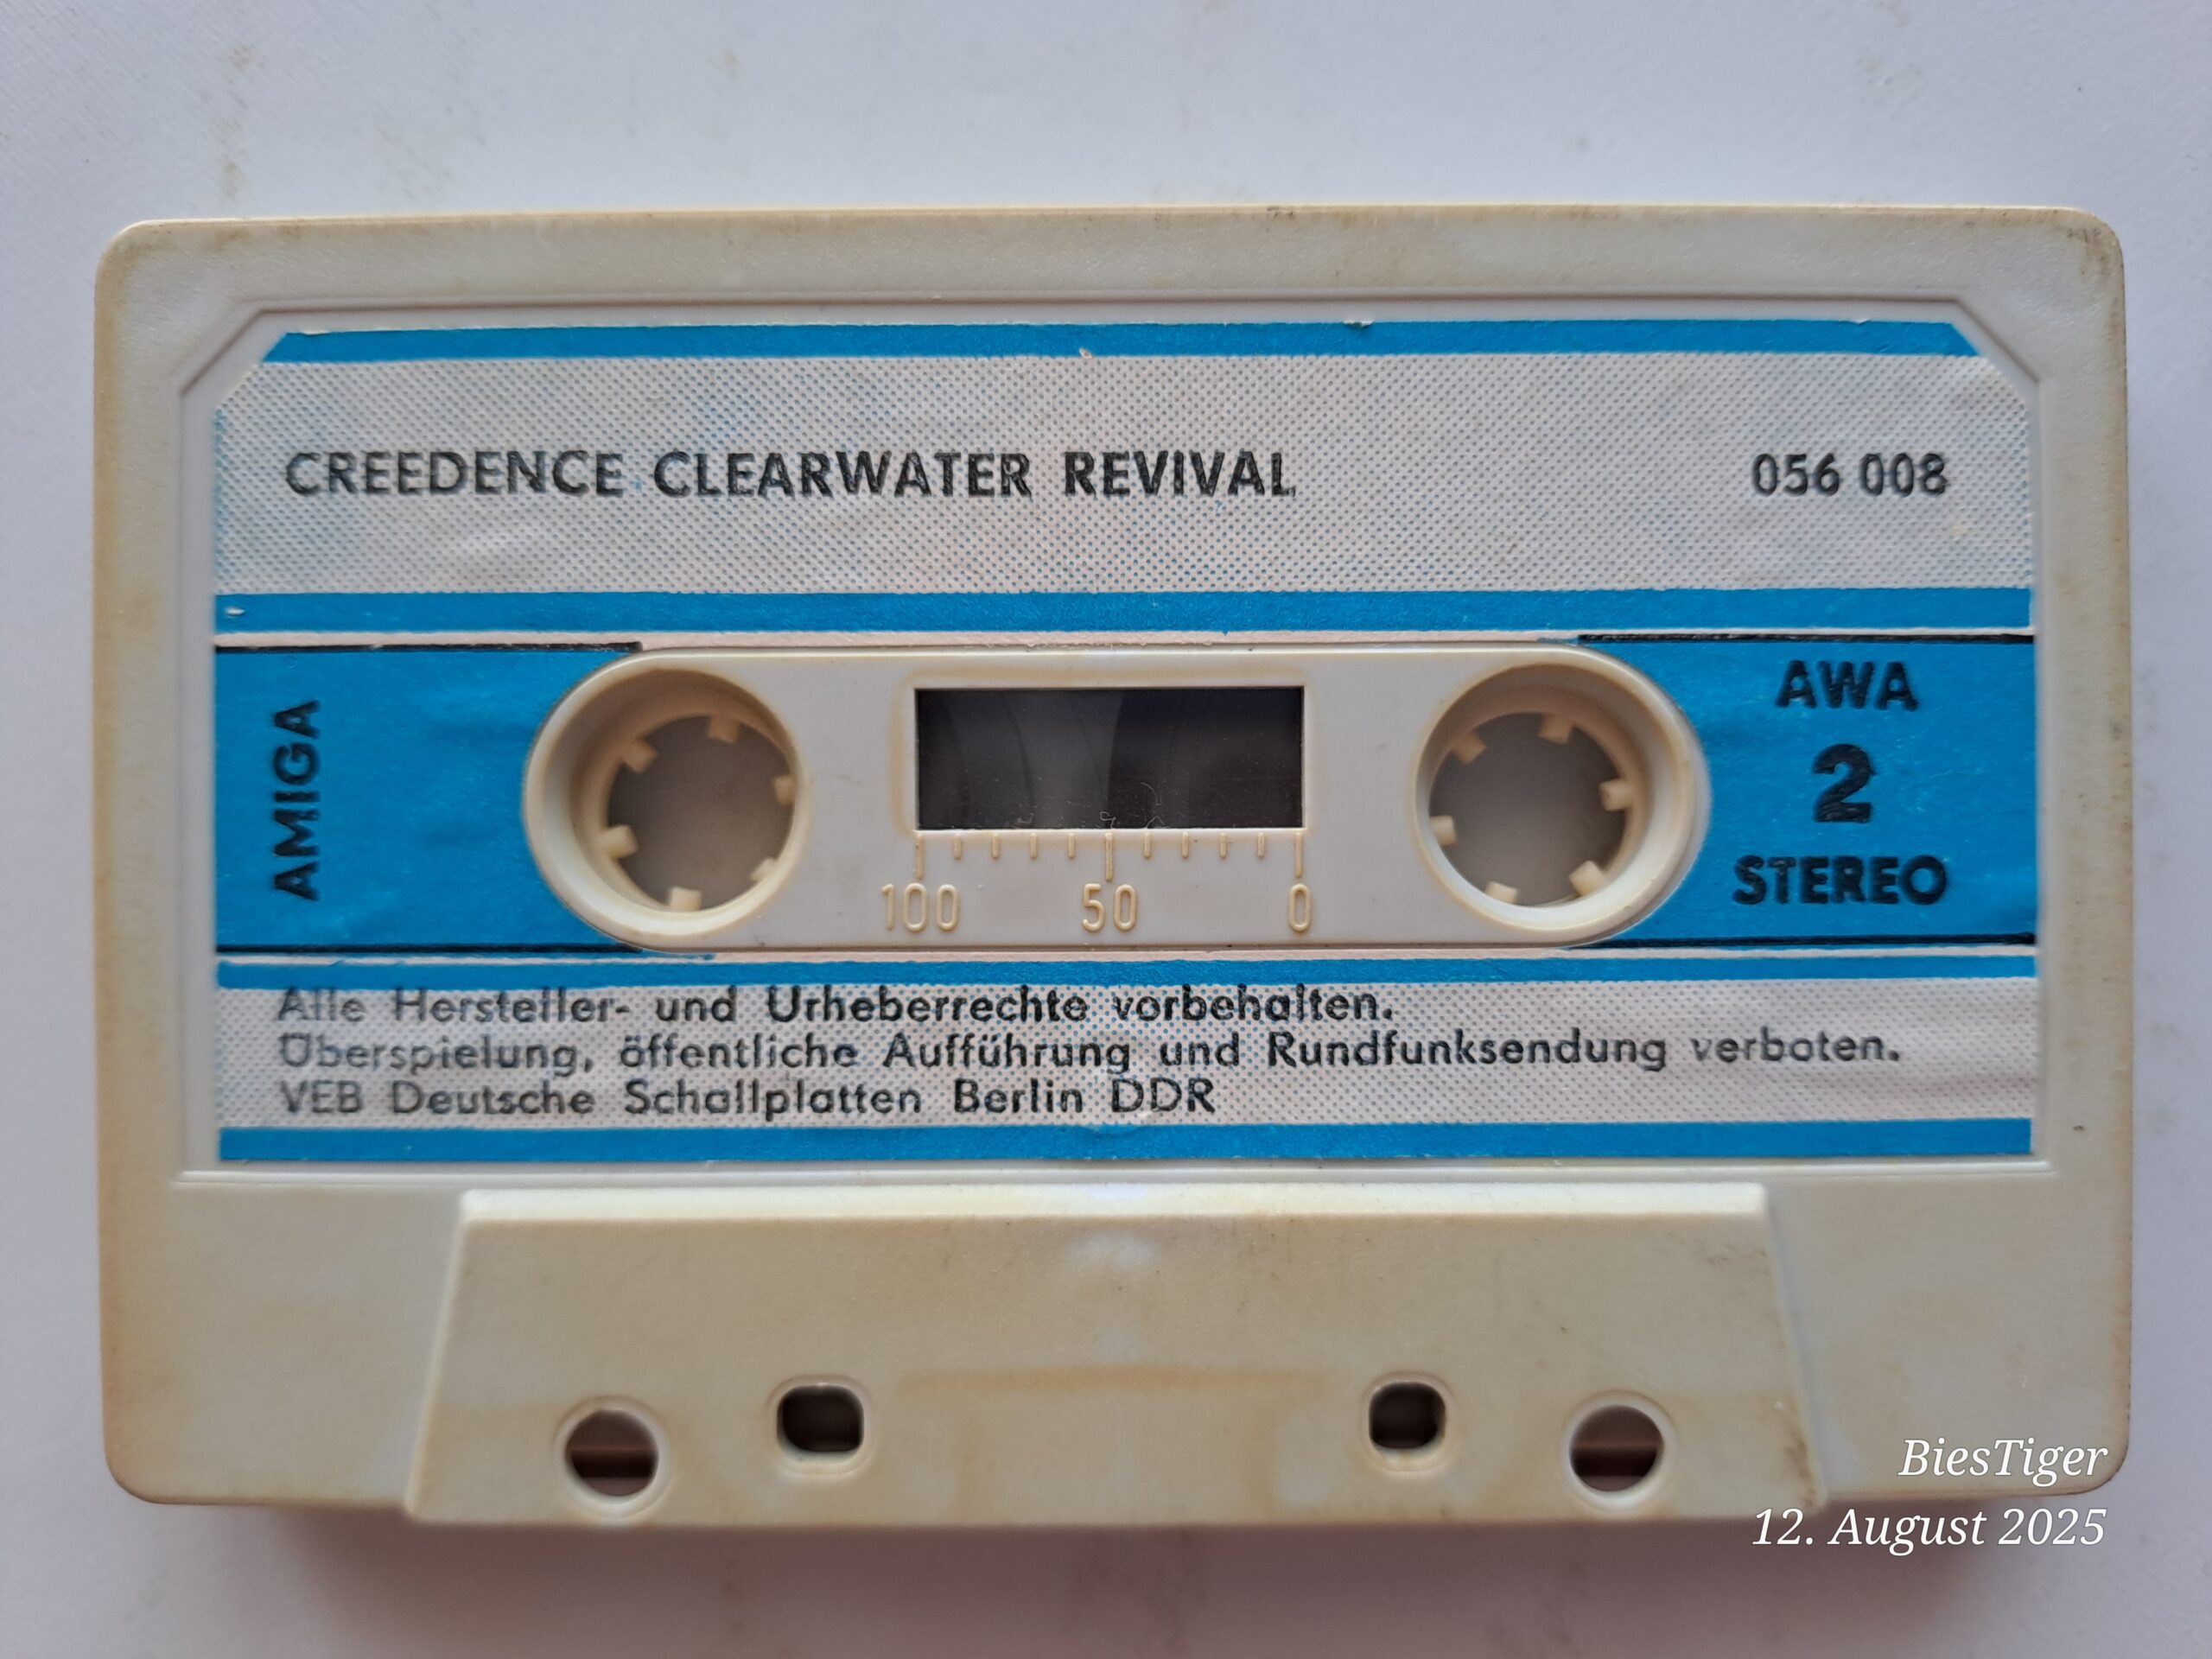 CREEDENCE CLEARWATER REVIVAL 056 008
AMIGA
AWA
2
STEREO
100 50 0
Alle Hersteller- und Urheberrechte vorbehalten.
Überspielung, öffentliche Aufführung und Rundfunksendung verboten.
VEB Deutsche Schallplatten Berlin DDR
BiesTiger
12. August 2025